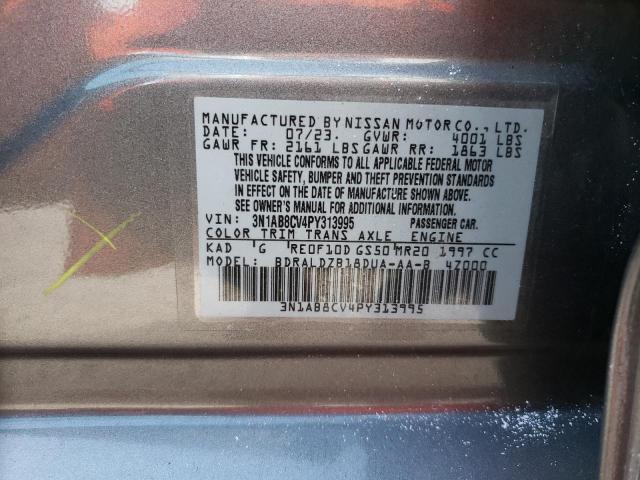 MANUFACTURED BY NISSAN MOTOR CO., LTD.
DATE: 07/23. GVWR: 4001 LBS
GAWR FR: 2161 LBS GAWR RR: 1863 LBS
THIS VEHICLE CONFORMS TO ALL APPLICABLE FEDERAL MOTOR
VEHICLE SAFETY, BUMPER AND THEFT PREVENTION STANDARDS
IN EFFECT ON THE DATE OF MANUFACTURE SHOWN ABOVE.
SEE OWNER'S MANUAL FOR ADDITIONAL INFORMATION.
VIN: 3N1AB8CV4PY313995 PASSENGER CAR.
COLOR TRIM TRANS AXLE ENGINE
KAD G RE0F10D GS50 MR20 1997 CC
MODEL: BDRALDZB18DUA-AA-B 47000
3N1AB8CV4PY313995